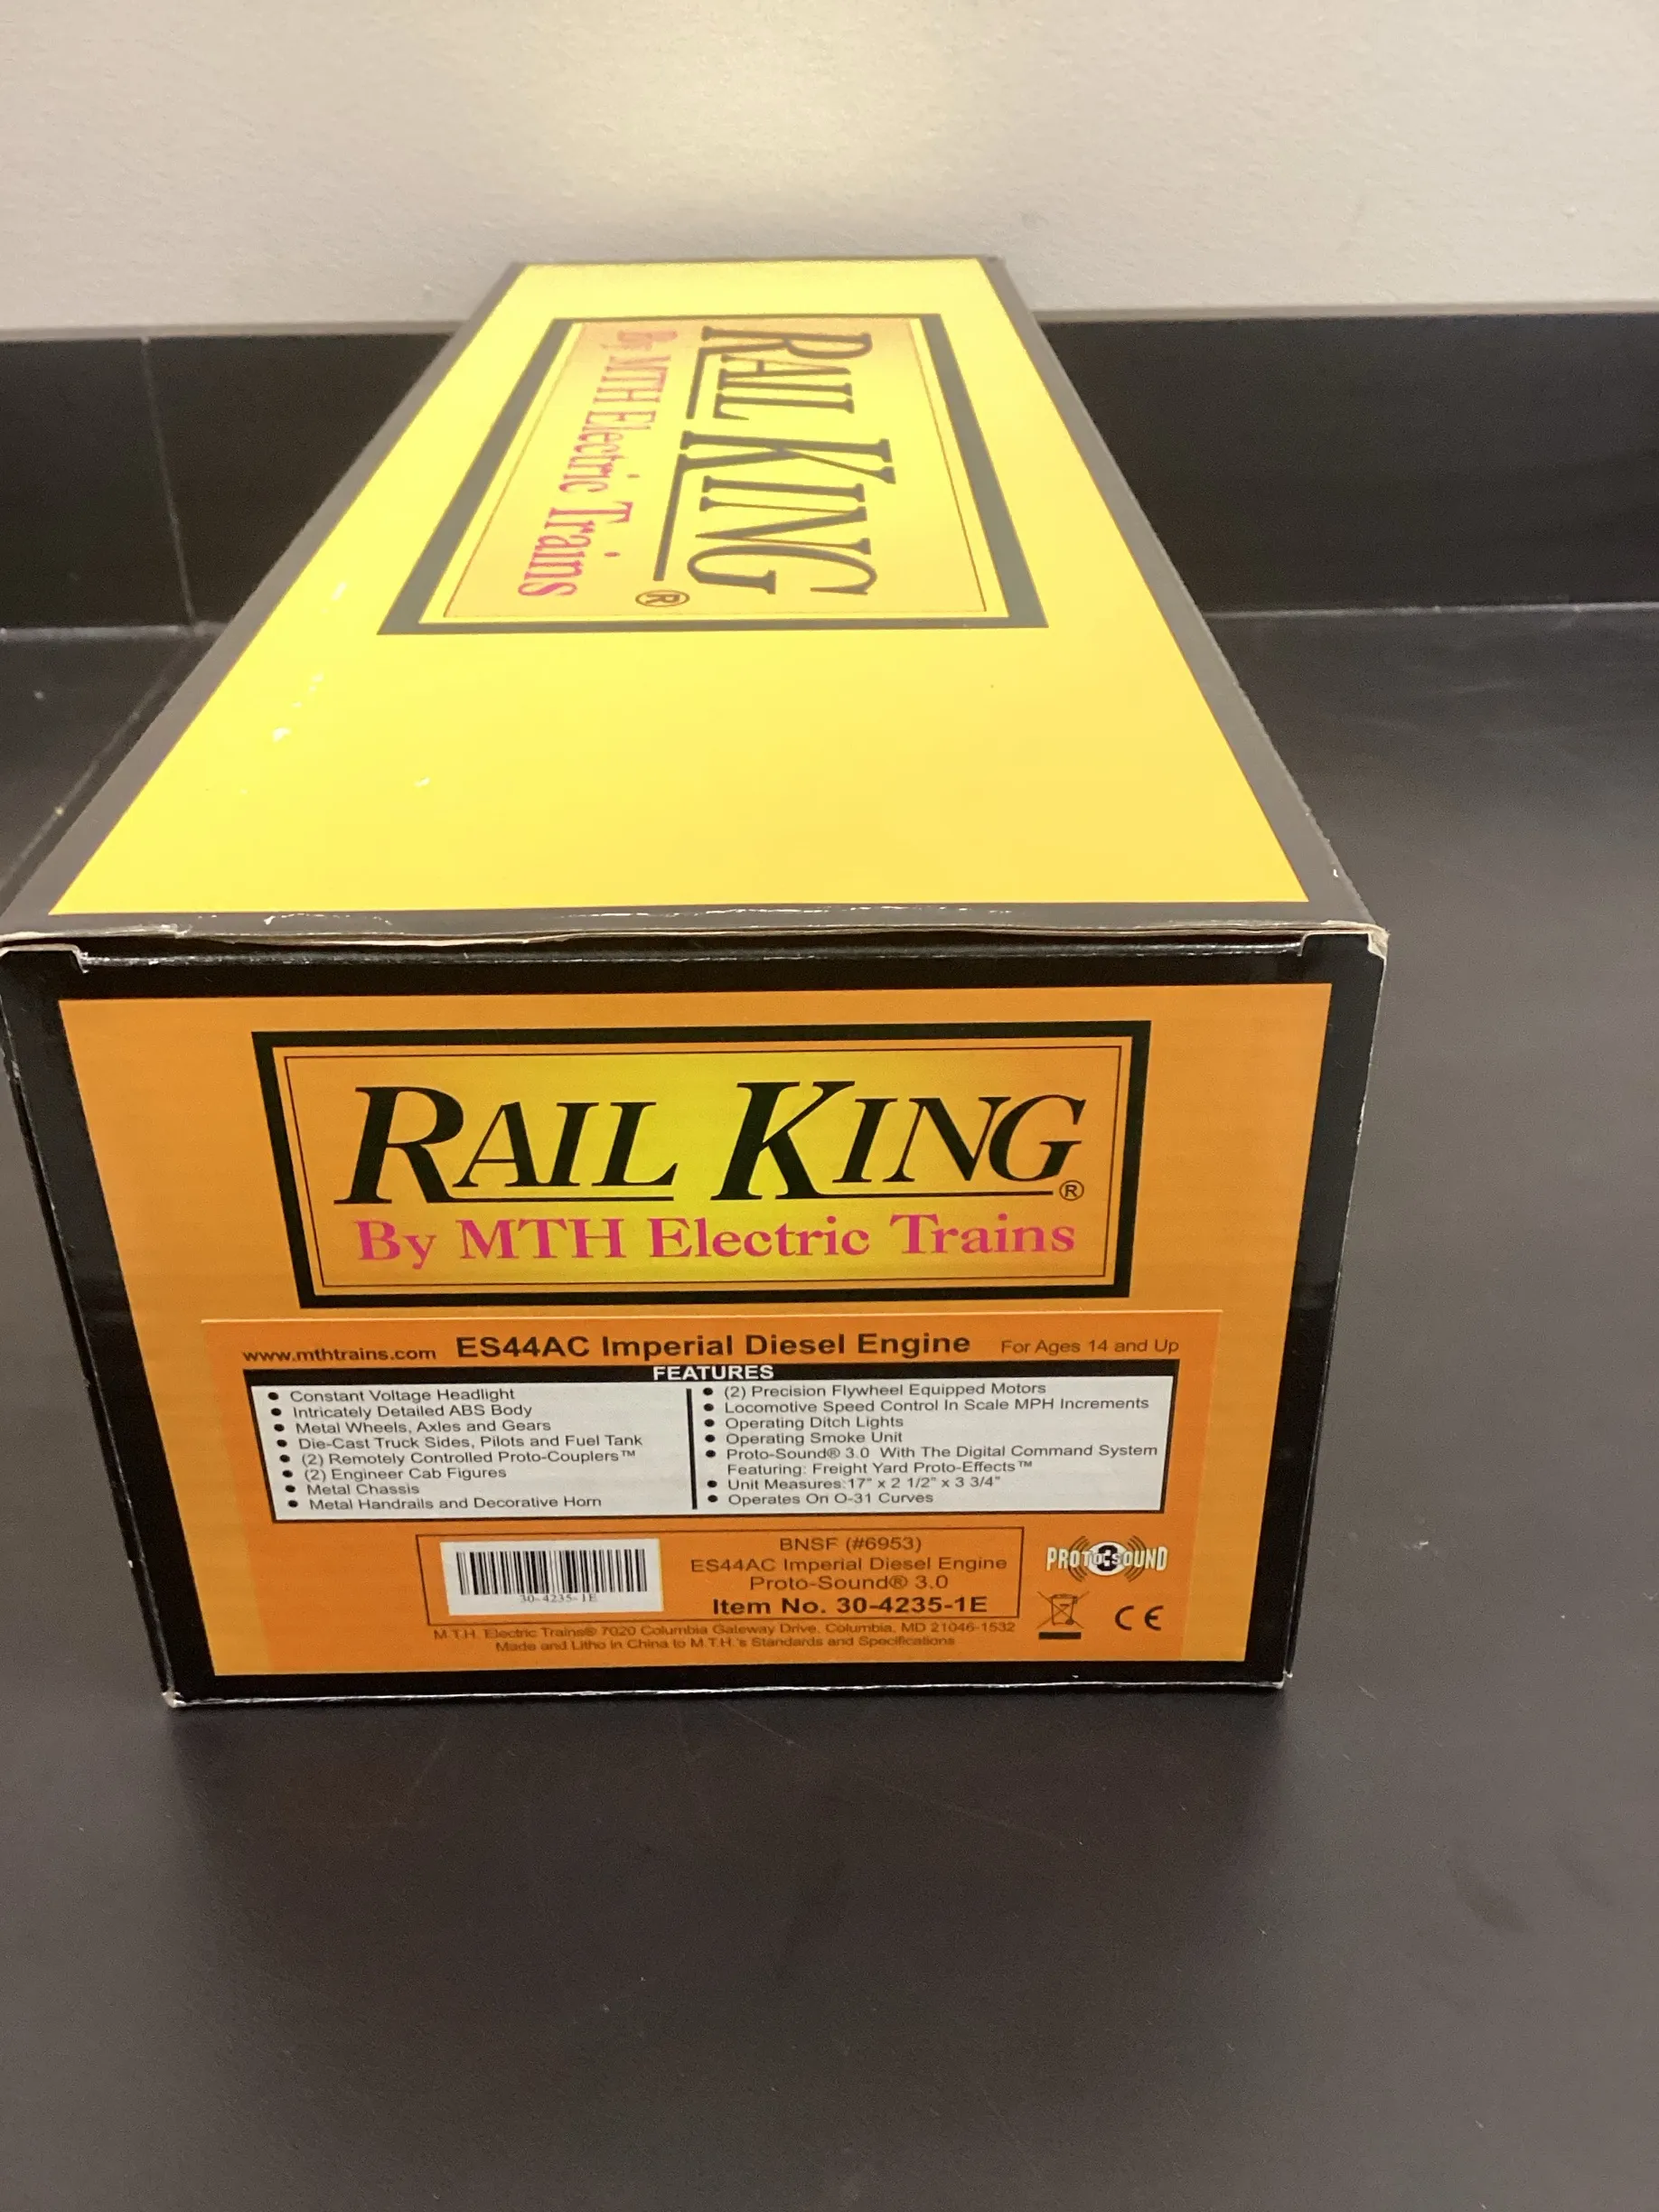 RAIL KING®
By MTH Electric Trains
RAIL KING®
By MTH Electric Trains
www.mthtrains.com ES44AC Imperial Diesel Engine For Ages 14 and Up
FEATURES
• Constant Voltage Headlight
• Intricately Detailed ABS Body
• Metal Wheels, Axles and Gears
• Die-Cast Truck Sides, Pilots and Fuel Tank
• (2) Remotely Controlled Proto-Couplers™
• (2) Engineer Cab Figures
• Metal Chassis
• Metal Handrails and Decorative Horn
• (2) Precision Flywheel Equipped Motors
• Locomotive Speed Control In Scale MPH Increments
• Operating Ditch Lights
• Operating Smoke Unit
• Proto-Sound® 3.0 With The Digital Command System
Featuring: Freight Yard Proto-Effects™
• Unit Measures:17" x 2 1/2" x 3 3/4"
• Operates On O-31 Curves
30-4235-1E
BNSF (#6953)
ES44AC Imperial Diesel Engine
Proto-Sound® 3.0
Item No. 30-4235-1E
PROTO-SOUND 3
CE
M.T.H. Electric Trains® 7020 Columbia Gateway Drive, Columbia, MD 21046-1532
Made and Litho in China to M.T.H.'s Standards and Specifications